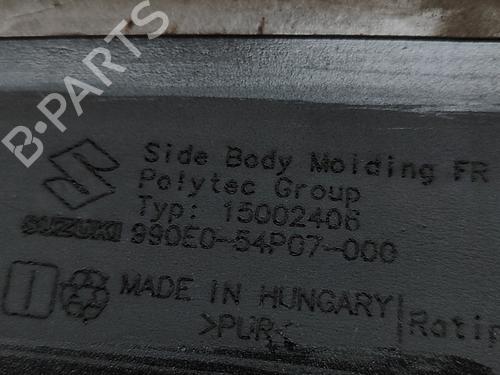 B-PARTS
Side Body Molding FR
Polytec Group
Typ: 15002406
SUZUKI 990E0-54P07-000
MADE IN HUNGARY
>PUR<